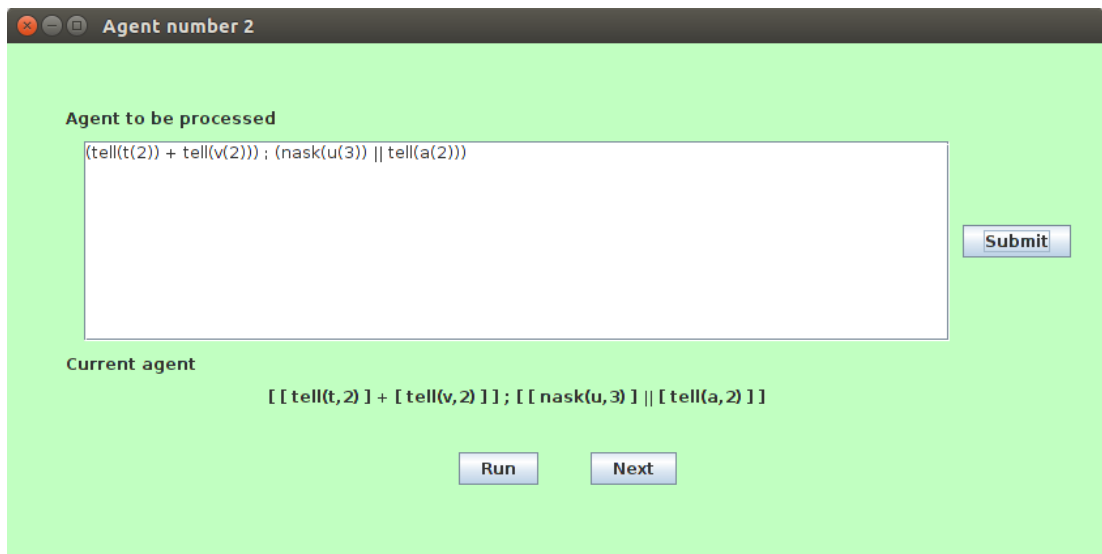 Agent number 2
Agent to be processed
(tell(t(2)) + tell(v(2))) ; (nask(u(3)) || tell(a(2)))
Submit
Current agent
[ [ tell(t,2) ] + [ tell(v,2) ] ] ; [ [ nask(u,3) ] || [ tell(a,2) ] ]
Run Next